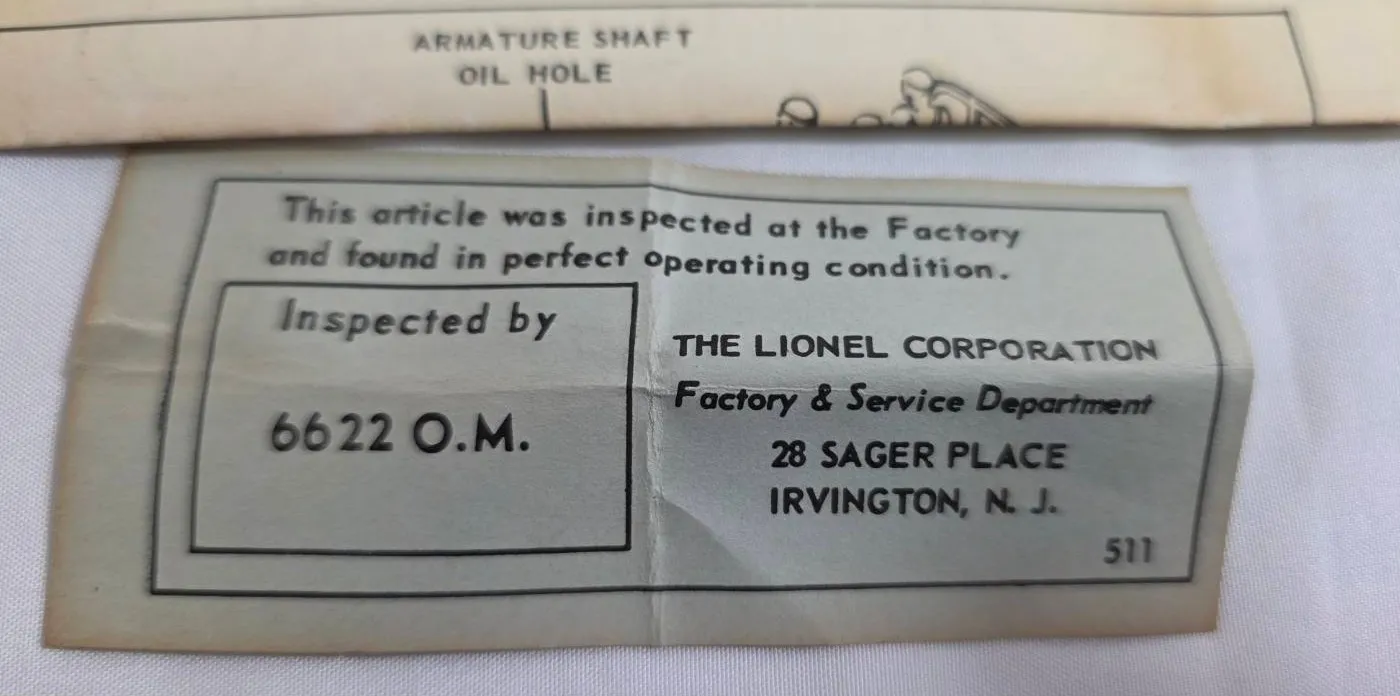 ARMATURE SHAFT
OIL HOLE
This article was inspected at the Factory
and found in perfect operating condition.
Inspected by
6622 O.M.
THE LIONEL CORPORATION
Factory & Service Department
28 SAGER PLACE
IRVINGTON, N. J.
511